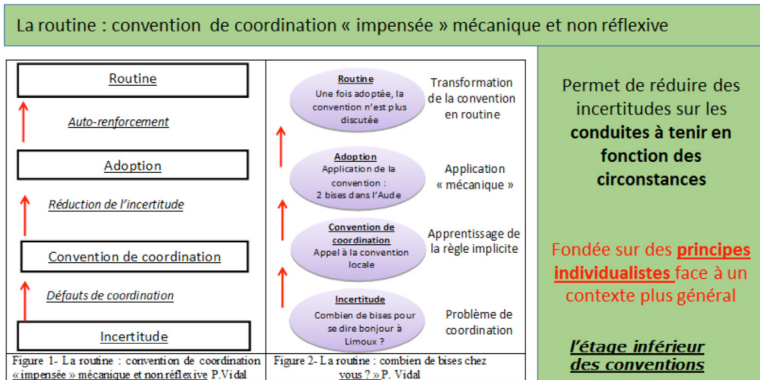 La routine : convention de coordination « impensée » mécanique et non réflexive
Routine
Auto-renforcement
Adoption
Réduction de l'incertitude
Convention de coordination
Défauts de coordination
Incertitude
Figure 1- La routine : convention de coordination
« impensée » mécanique et non réflexive P.Vidal
Routine
Une fois adoptée, la
convention n'est plus
discutée
Transformation
de la convention
en routine
Adoption
Application de la
convention :
2 bises dans l'Aude
Application
« mécanique »
Convention de
coordination
Appel à la convention
locale
Apprentissage de
la règle implicite
Incertitude
Combien de bises pour
se dire bonjour à
Limoux ?
Problème de
coordination
Figure 2- La routine : combien de bises chez
vous ? » P. Vidal
Permet de réduire des
incertitudes sur les
conduites à tenir en
fonction des
circonstances
Fondée sur des principes
individualistes face à un
contexte plus général
l'étage inférieur
des conventions